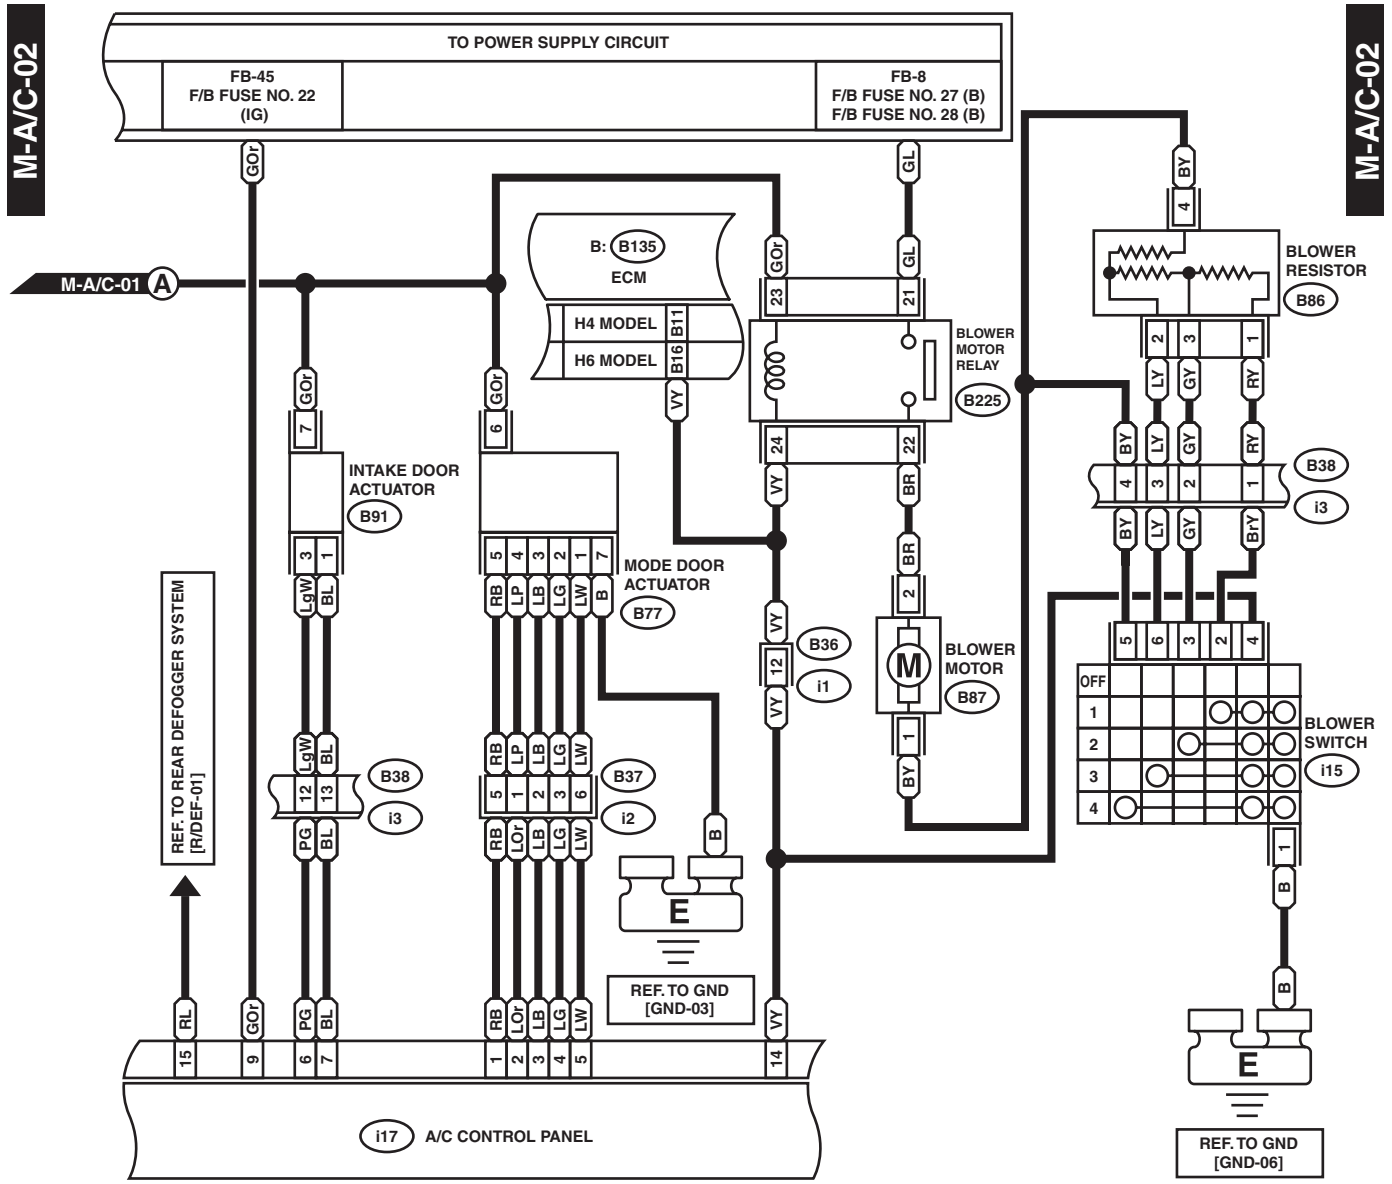 M-A/C-02
M-A/C-02
TO POWER SUPPLY CIRCUIT
FB-45
F/B FUSE NO. 22
(IG)
FB-8
F/B FUSE NO. 27 (B)
F/B FUSE NO. 28 (B)
GOr
GL
BY
4
B: B135
ECM
GOr
GL
BLOWER
RESISTOR
B86
M-A/C-01 A
23
21
H4 MODEL B11
H6 MODEL B16
BLOWER
MOTOR
RELAY
B225
2 3 1
VY
GOr
GOr
LY GY RY
7
6
24
22
BY LY GY RY
INTAKE DOOR
ACTUATOR
B91
VY
BR
4 3 2 1
B38
i3
BY LY GY BrY
3 1
5 4 3 2 1 7
MODE DOOR
ACTUATOR
B77
BR
LgW BL
RB LP LB LG LW B
2
REF. TO REAR DEFOGGER SYSTEM
[R/DEF-01]
VY
12
B36
i1
VY
M
BLOWER
MOTOR
B87
5 6 3 2 4
OFF
1
2
3
4
BLOWER
SWITCH
i15
1
BY
LgW BL
RB LP LB LG LW
12 13
B38
i3
5 1 2 3 6
B37
i2
PG BL
RB LOr LB LG LW
B
1
B
E
REF. TO GND
[GND-03]
B
RL
GOr
PG BL
RB LOr LB LG LW
VY
15
9
6 7
1 2 3 4 5
14
E
i17 A/C CONTROL PANEL
REF. TO GND
[GND-06]